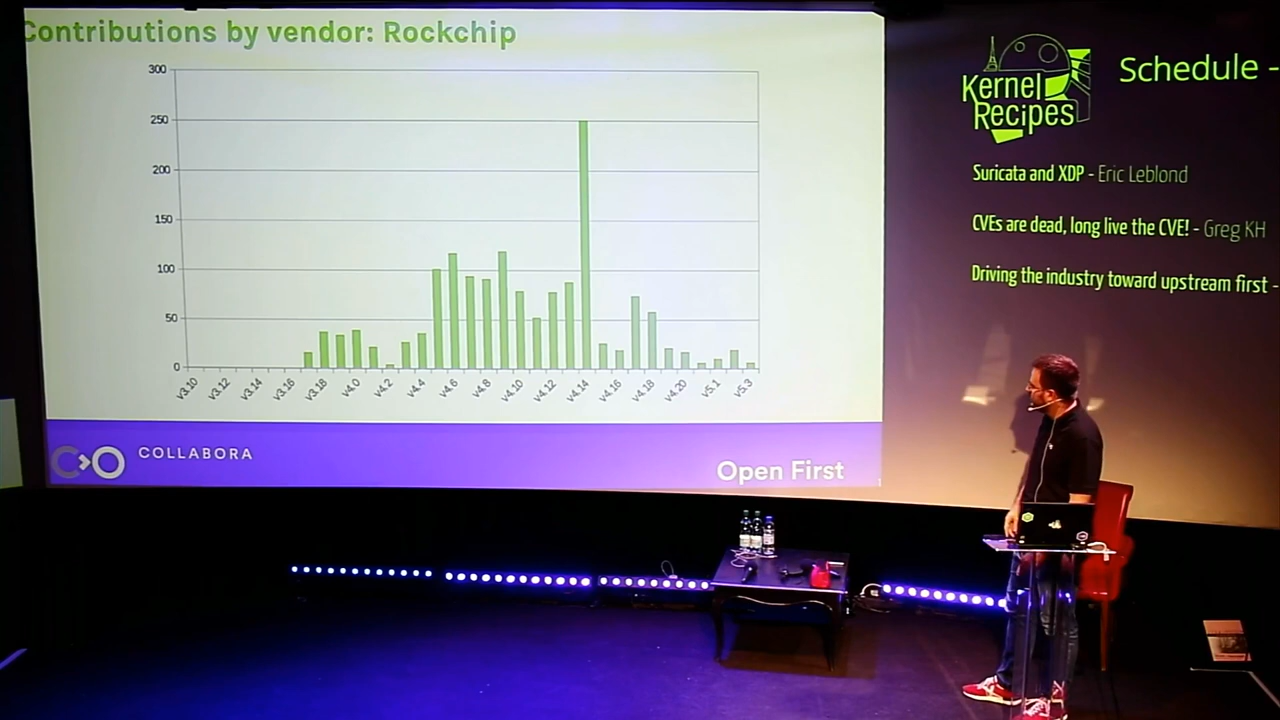 Contributions by vendor: Rockchip
300
250
200
150
100
50
0
v3.10
v3.12
v3.14
v3.16
v3.18
v4.0
v4.2
v4.4
v4.6
v4.8
v4.10
v4.12
v4.14
v4.16
v4.18
v4.20
v5.1
v5.3
COLLABORA
Open First
Kernel
Recipes
Schedule -
Suricata and XDP - Eric Leblond
CVEs are dead, long live the CVE! - Greg KH
Driving the industry toward upstream first -